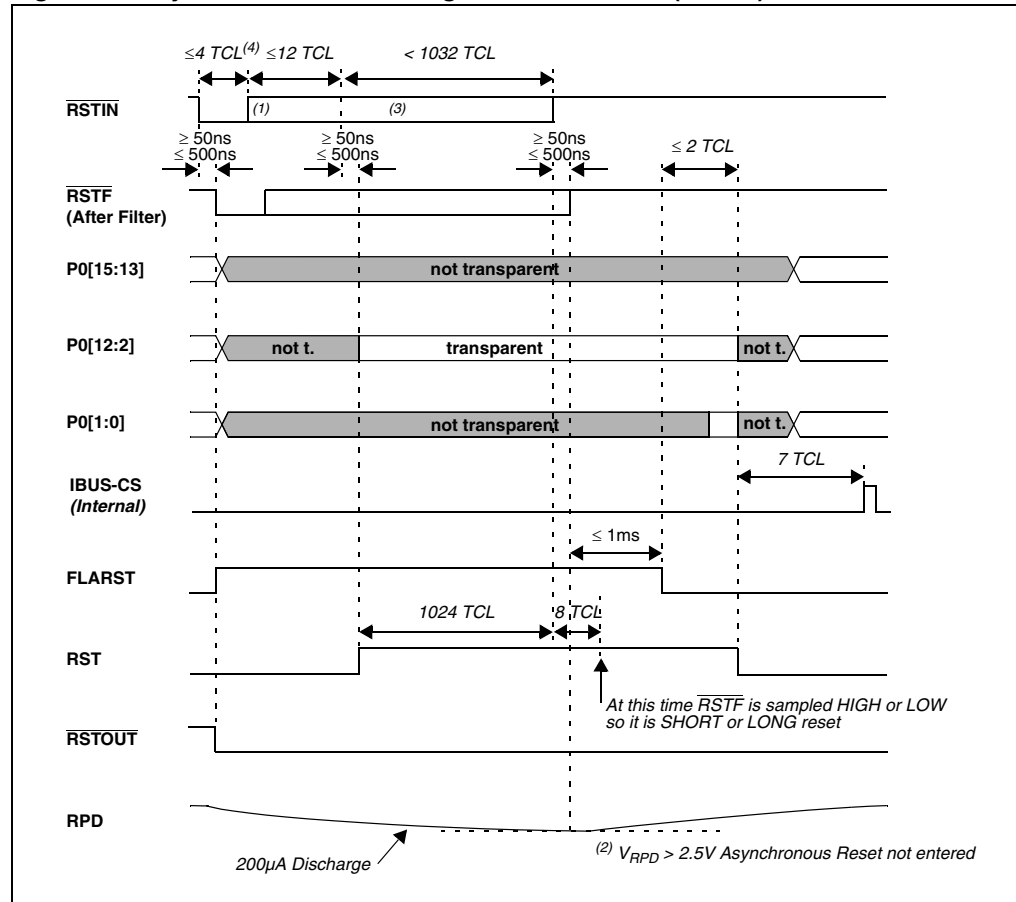 ≤4 TCL(4) ≤12 TCL < 1032 TCL
RSTIN
(1) (3)
≥ 50ns ≥ 50ns ≥ 50ns
≤ 500ns ≤ 500ns ≤ 500ns
≤ 2 TCL
RSTF
(After Filter)
P0[15:13] not transparent
P0[12:2] not t. transparent not t.
P0[1:0] not transparent not t.
7 TCL
IBUS-CS
(Internal)
≤ 1ms
FLARST
1024 TCL 8 TCL
RST
At this time RSTF is sampled HIGH or LOW
so it is SHORT or LONG reset
RSTOUT
RPD
200µA Discharge
(2) VRPD > 2.5V Asynchronous Reset not entered